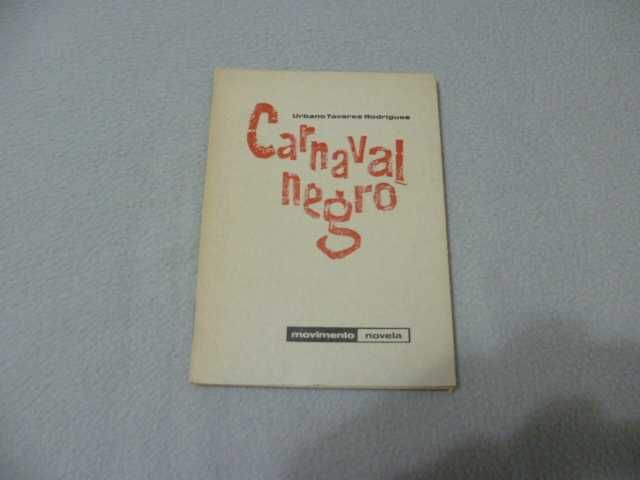 Urbano Tavares Rodrigues
Carnaval
negro
movimento novela